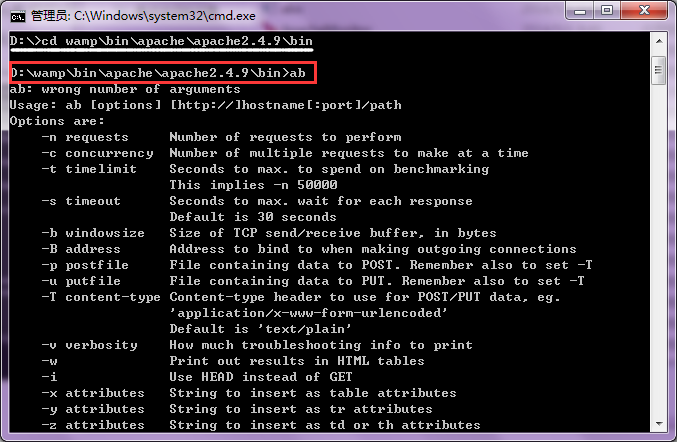 管理员: C:\Windows\system32\cmd.exe
D:\>cd wamp\bin\apache\apache2.4.9\bin
D:\wamp\bin\apache\apache2.4.9\bin>ab
ab: wrong number of arguments
Usage: ab [options] [http://]hostname[:port]/path
Options are:
    -n requests     Number of requests to perform
    -c concurrency  Number of multiple requests to make at a time
    -t timelimit    Seconds to max. to spend on benchmarking
                    This implies -n 50000
    -s timeout      Seconds to max. wait for each response
                    Default is 30 seconds
    -b windowsize   Size of TCP send/receive buffer, in bytes
    -B address      Address to bind to when making outgoing connections
    -p postfile     File containing data to POST. Remember also to set -T
    -u putfile      File containing data to PUT. Remember also to set -T
    -T content-type Content-type header to use for POST/PUT data, eg.
                    'application/x-www-form-urlencoded'
                    Default is 'text/plain'
    -v verbosity    How much troubleshooting info to print
    -w              Print out results in HTML tables
    -i              Use HEAD instead of GET
    -x attributes   String to insert as table attributes
    -y attributes   String to insert as tr attributes
    -z attributes   String to insert as td or th attributes